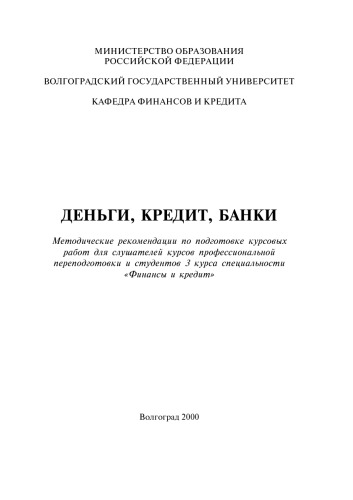 МИНИСТЕРСТВО ОБРАЗОВАНИЯ
РОССИЙСКОЙ ФЕДЕРАЦИИ
ВОЛГОГРАДСКИЙ ГОСУДАРСТВЕННЫЙ УНИВЕРСИТЕТ
КАФЕДРА ФИНАНСОВ И КРЕДИТА
ДЕНЬГИ, КРЕДИТ, БАНКИ
Методические рекомендации по подготовке курсовых
работ для слушателей курсов профессиональной
переподготовки и студентов 3 курса специальности
«Финансы и кредит»
Волгоград 2000